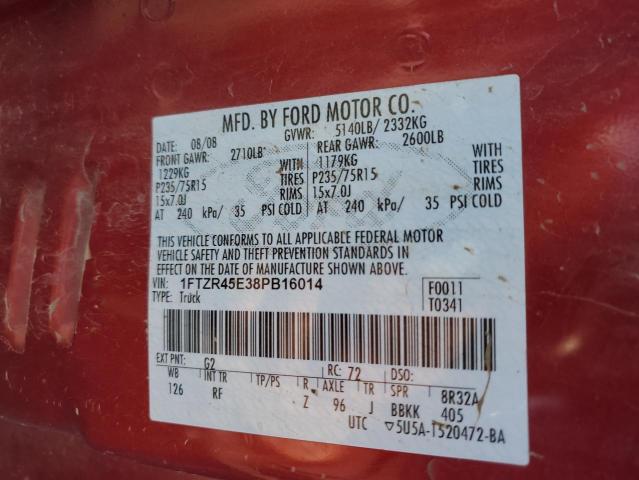 MFD. BY FORD MOTOR CO.
DATE: 08/08 GVWR: 5140LB/ 2332KG
FRONT GAWR: 2710LB REAR GAWR: 2600LB
1229KG WITH 1179KG
P235/75R15 TIRES P235/75R15
15x7.0J RIMS 15x7.0J
AT 240 kPa/ 35 PSI COLD AT 240 kPa/ 35 PSI COLD
THIS VEHICLE CONFORMS TO ALL APPLICABLE FEDERAL MOTOR
VEHICLE SAFETY AND THEFT PREVENTION STANDARDS IN
EFFECT ON THE DATE OF MANUFACTURE SHOWN ABOVE.
VIN: 1FTZR45E38PB16014 F0011
TYPE: Truck T0341
EXT PNT: G2 RC: 72 DSO:
WB INT TR TP/PS R AXLE TR SPR 8R32A
126 RF Z 96 J BBKK 405
UTC ▽5U5A-1520472-BA